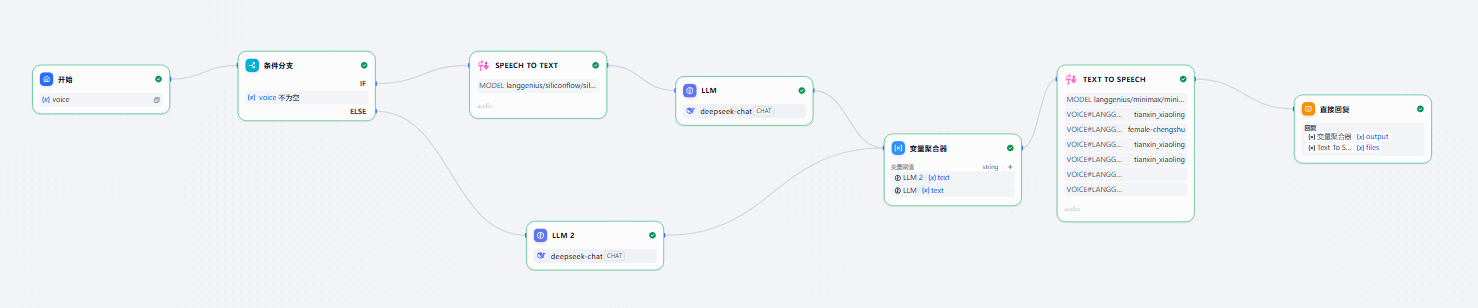 开始
{x} voice
条件分支
IF
{x} voice 不为空
ELSE
SPEECH TO TEXT
MODEL langgenius/siliconflow/sil...
audio
LLM
deepseek-chat CHAT
LLM 2
deepseek-chat CHAT
变量聚合器
变量赋值 string +
LLM 2 / {x} text
LLM / {x} text
TEXT TO SPEECH
MODEL langgenius/minimax/mini...
VOICE#LANGG... tianxin_xiaoling
VOICE#LANGG... female-chengshu
VOICE#LANGG... tianxin_xiaoling
VOICE#LANGG... tianxin_xiaoling
VOICE#LANGG...
VOICE#LANGG...
audio
直接回复
回复
变量聚合器 / {x} output
Text To S... / {x} files